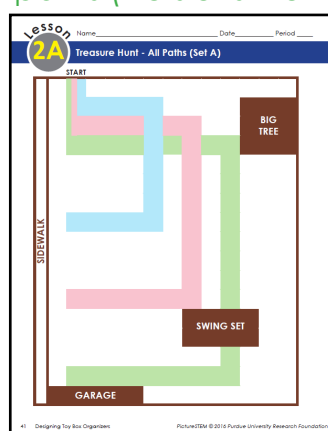 Lesson
2A
Name Date Period
Treasure Hunt - All Paths (Set A)
START
BIG
TREE
SIDEWALK
SWING SET
GARAGE
41 Designing Toy Box Organizers PictureSTEM © 2016 Purdue University Research Foundation